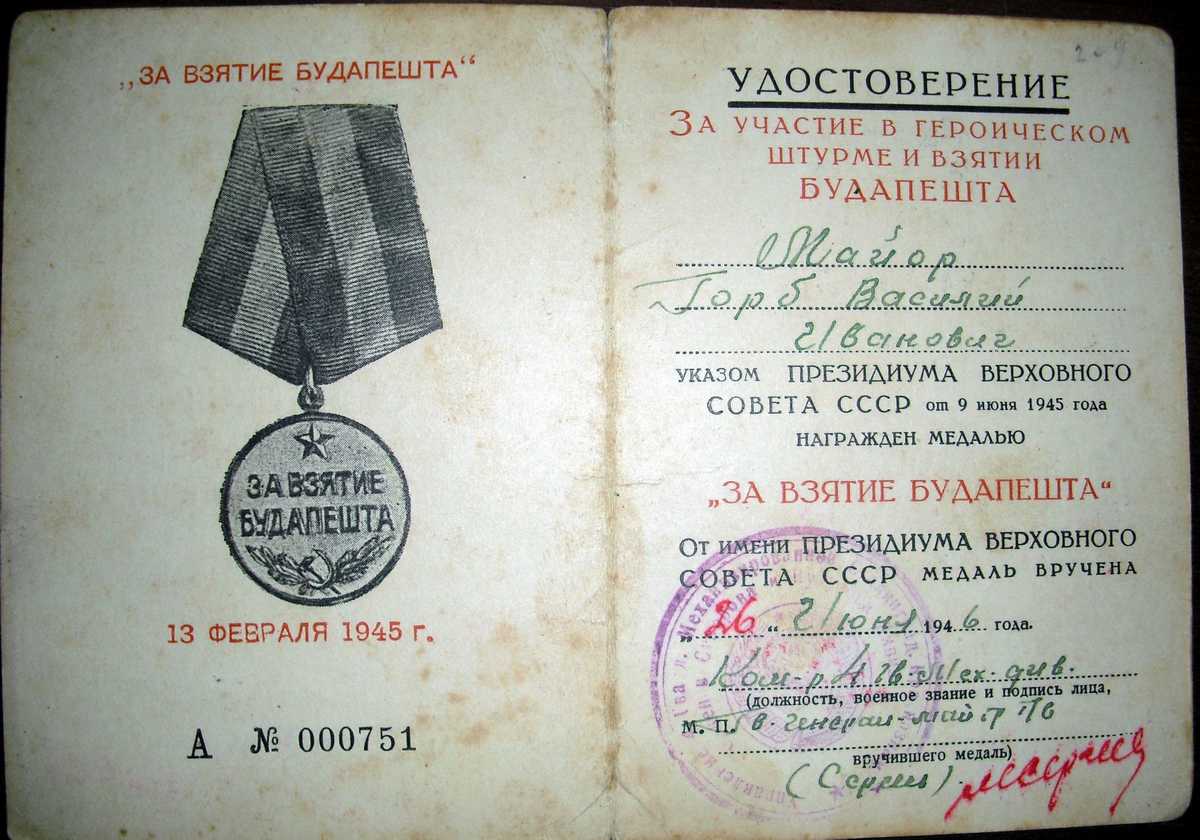 „ЗА ВЗЯТИЕ БУДАПЕШТА“
ЗА ВЗЯТИЕ
БУДАПЕШТА
13 ФЕВРАЛЯ 1945 г.
А № 000751
УДОСТОВЕРЕНИЕ
ЗА УЧАСТИЕ В ГЕРОИЧЕСКОМ
ШТУРМЕ И ВЗЯТИИ
БУДАПЕШТА
Майор
Горб Василий
Иванович
УКАЗОМ ПРЕЗИДИУМА ВЕРХОВНОГО
СОВЕТА СССР от 9 июня 1945 года
НАГРАЖДЕН МЕДАЛЬЮ
„ЗА ВЗЯТИЕ БУДАПЕШТА“
ОТ ИМЕНИ ПРЕЗИДИУМА ВЕРХОВНОГО
СОВЕТА СССР МЕДАЛЬ ВРУЧЕНА
„26“ Июня 1946 года.
Ком-р 4 Гв. Мех. див.
(должность, военное звание и подпись лица,
М. П. Гв. генерал-майор ТВ
вручившего медаль)